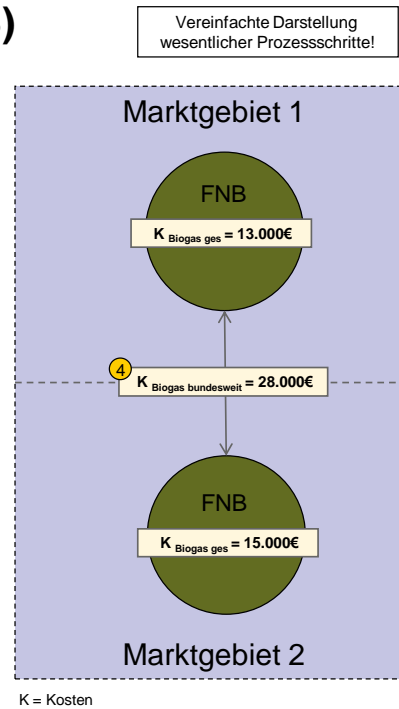 )
Vereinfachte Darstellung
wesentlicher Prozessschritte!
Marktgebiet 1
FNB
K Biogas ges = 13.000€
4
K Biogas bundesweit = 28.000€
FNB
K Biogas ges = 15.000€
Marktgebiet 2
K = Kosten